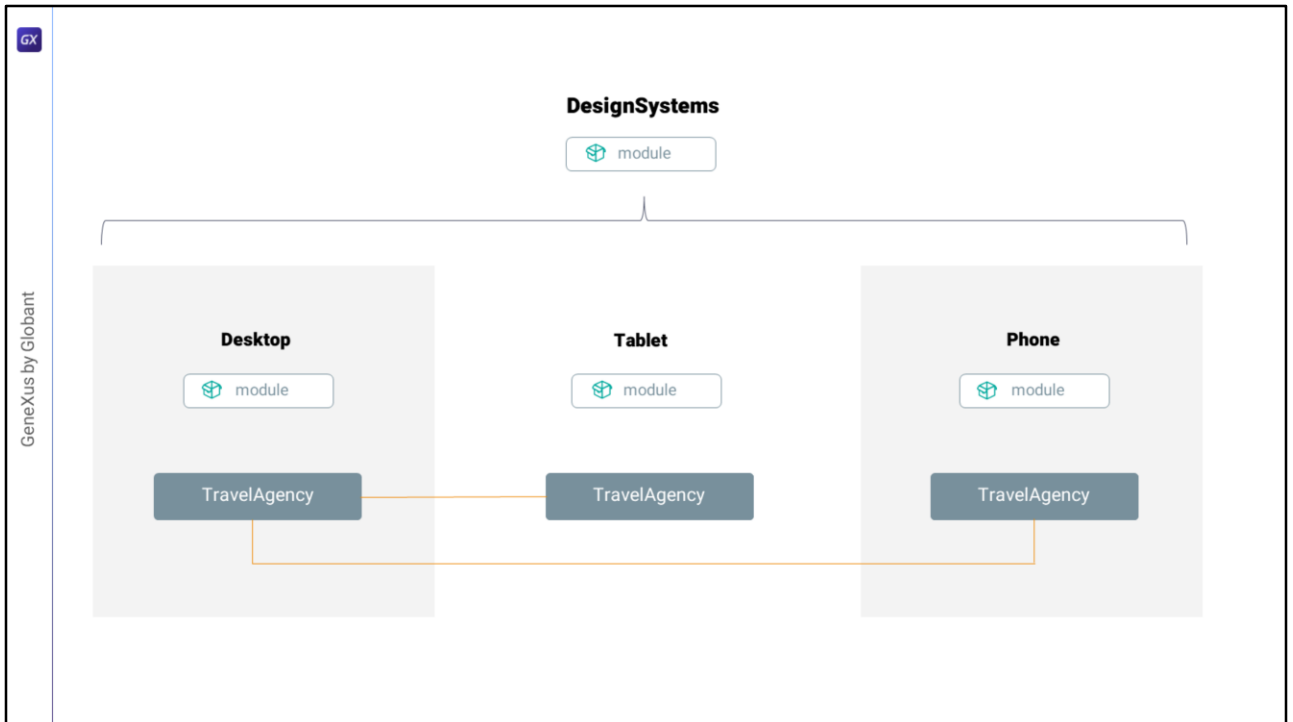 GX
GeneXus by Globant
DesignSystems
module
Desktop
module
TravelAgency
Tablet
module
TravelAgency
Phone
module
TravelAgency